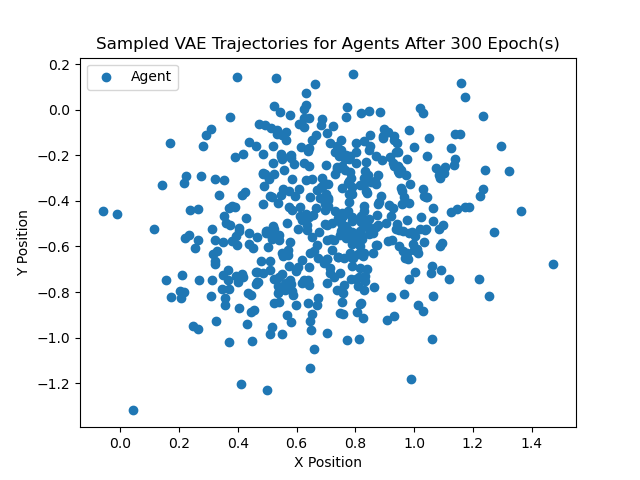 Sampled VAE Trajectories for Agents After 300 Epoch(s)
Agent
0.2
0.0
−0.2
−0.4
−0.6
−0.8
−1.0
−1.2
Y Position
0.0 0.2 0.4 0.6 0.8 1.0 1.2 1.4
X Position